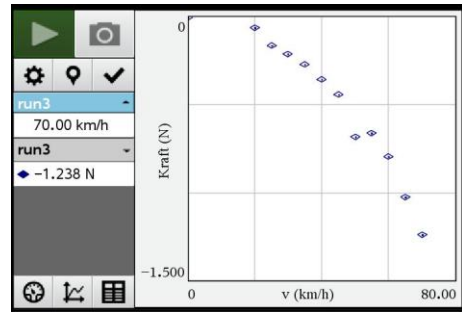 run3
70.00 km/h
run3
−1.238 N
0
Kraft (N)
−1.500
0
v (km/h)
80.00